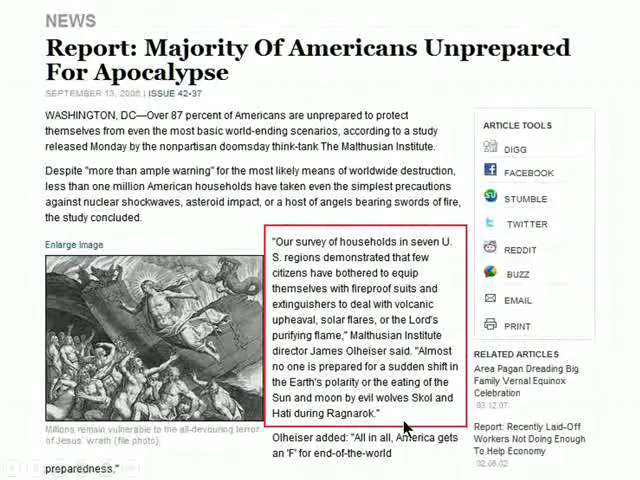 NEWS
Report: Majority Of Americans Unprepared
For Apocalypse
SEPTEMBER 13, 2006 | ISSUE 42•37
WASHINGTON, DC—Over 87 percent of Americans are unprepared to protect
themselves from even the most basic world-ending scenarios, according to a study
released Monday by the nonpartisan doomsday think-tank The Malthusian Institute.
Despite "more than ample warning" for the most likely means of worldwide destruction,
less than one million American households have taken even the simplest precautions
against nuclear shockwaves, asteroid impact, or a host of angels bearing swords of fire,
the study concluded.
Enlarge Image
Millions remain vulnerable to the all-devouring terror
of Jesus' wrath (file photo).
"Our survey of households in seven U.
S. regions demonstrated that few
citizens have bothered to equip
themselves with fireproof suits and
extinguishers to deal with volcanic
upheaval, solar flares, or the Lord's
purifying flame," Malthusian Institute
director James Olheiser said. "Almost
no one is prepared for a sudden shift in
the Earth's polarity or the eating of the
Sun and moon by evil wolves Skol and
Hati during Ragnarok."
Olheiser added: "All in all, America gets
an 'F' for end-of-the-world
preparedness."
ARTICLE TOOLS
DIGG
FACEBOOK
STUMBLE
TWITTER
REDDIT
BUZZ
EMAIL
PRINT
RELATED ARTICLES
Area Pagan Dreading Big
Family Vernal Equinox
Celebration
03.12.97
Report: Recently Laid-Off
Workers Not Doing Enough
To Help Economy
02.06.02